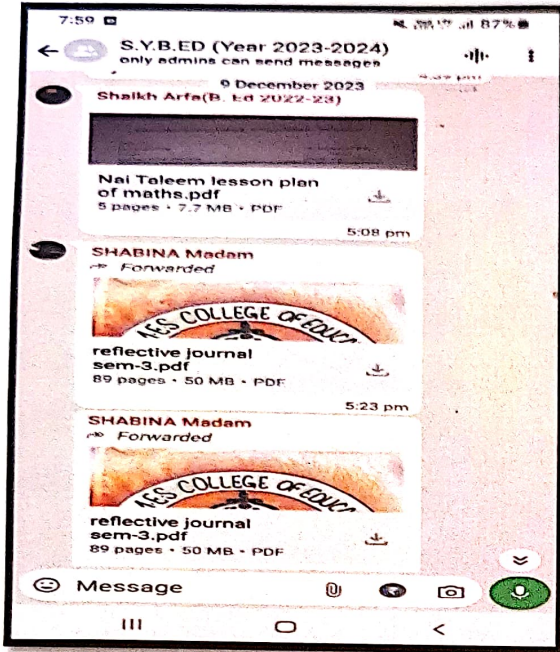 7:59
87%
S.Y.B.ED (Year 2023-2024)
only admins can send messages
9 December 2023
Shaikh Arfa(B. Ed 2022-23)
Nai Taleem lesson plan
of maths.pdf
5 pages • 7.7 MB • PDF
5:08 pm
SHABINA Madam
Forwarded
AES COLLEGE OF EDUC
reflective journal
sem-3.pdf
89 pages • 50 MB • PDF
5:23 pm
SHABINA Madam
Forwarded
AES COLLEGE OF EDUC
reflective journal
sem-3.pdf
89 pages • 50 MB • PDF
Message